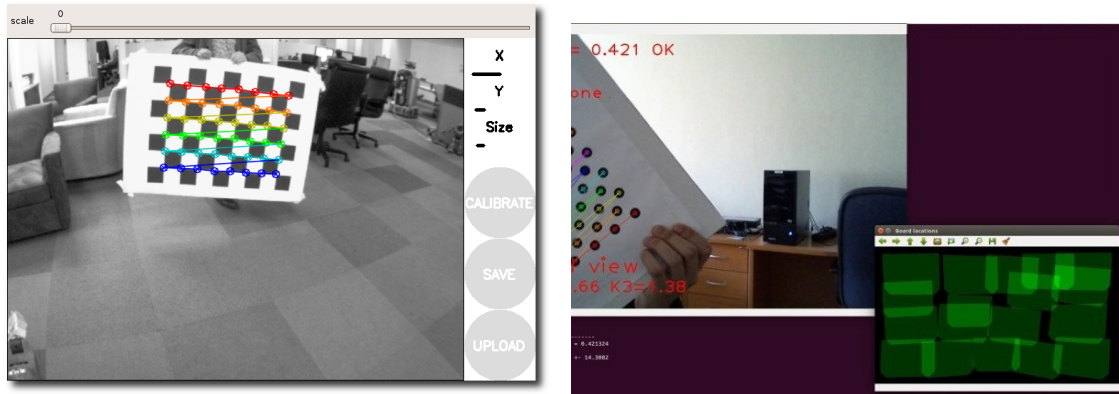 scale
0
X
Y
Size
CALIBRATE
SAVE
UPLOAD
= 0.421 OK
one
view
.66 K3=4.38
Board locations
= 0.421324
+- 14.3082